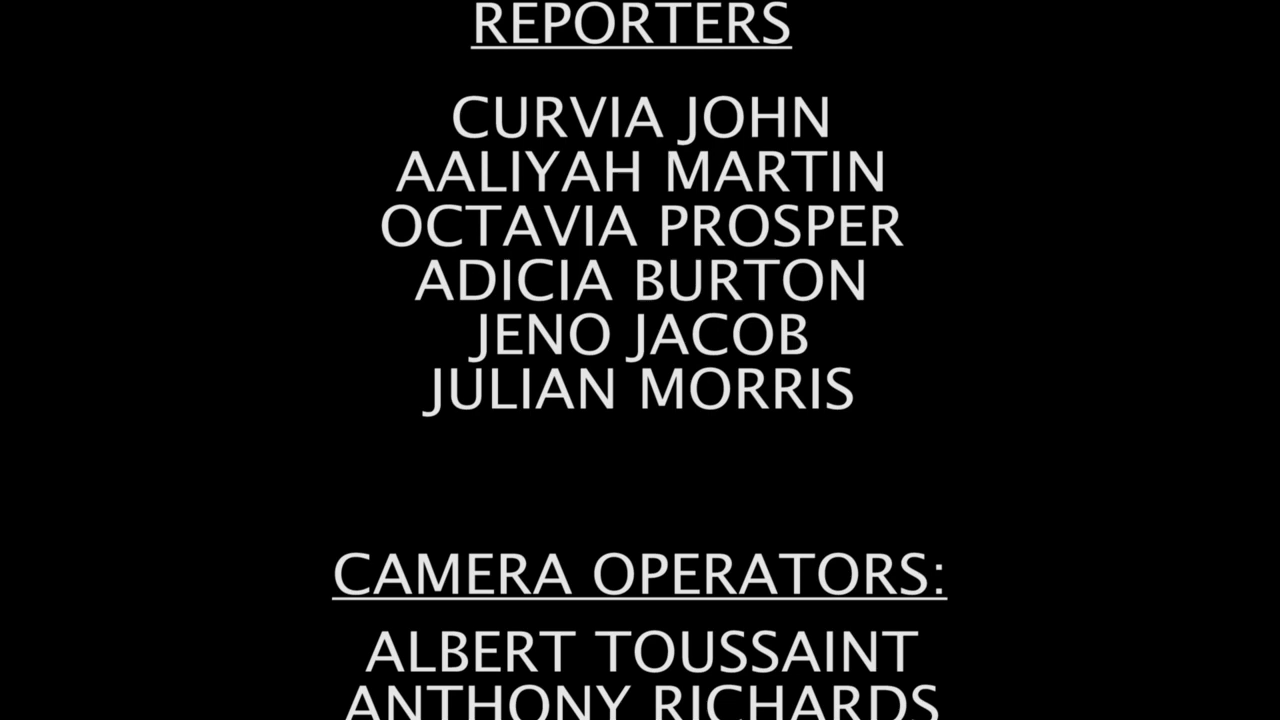 REPORTERS
CURVIA JOHN
AALIYAH MARTIN
OCTAVIA PROSPER
ADICIA BURTON
JENO JACOB
JULIAN MORRIS
CAMERA OPERATORS:
ALBERT TOUSSAINT
ANTHONY RICHARDS